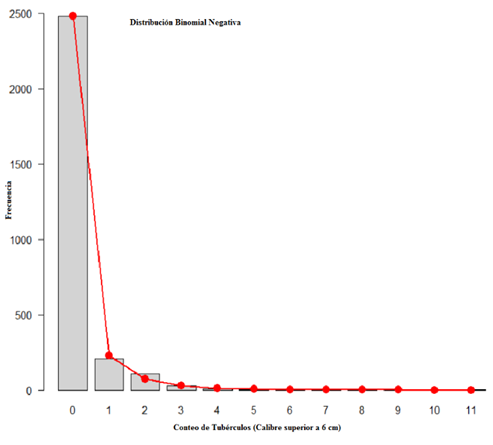 Distribución Binomial Negativa
2500
2000
1500
1000
500
0
Frecuencia
0 1 2 3 4 5 6 7 8 9 10 11
Conteo de Tubérculos (Calibre superior a 6 cm)